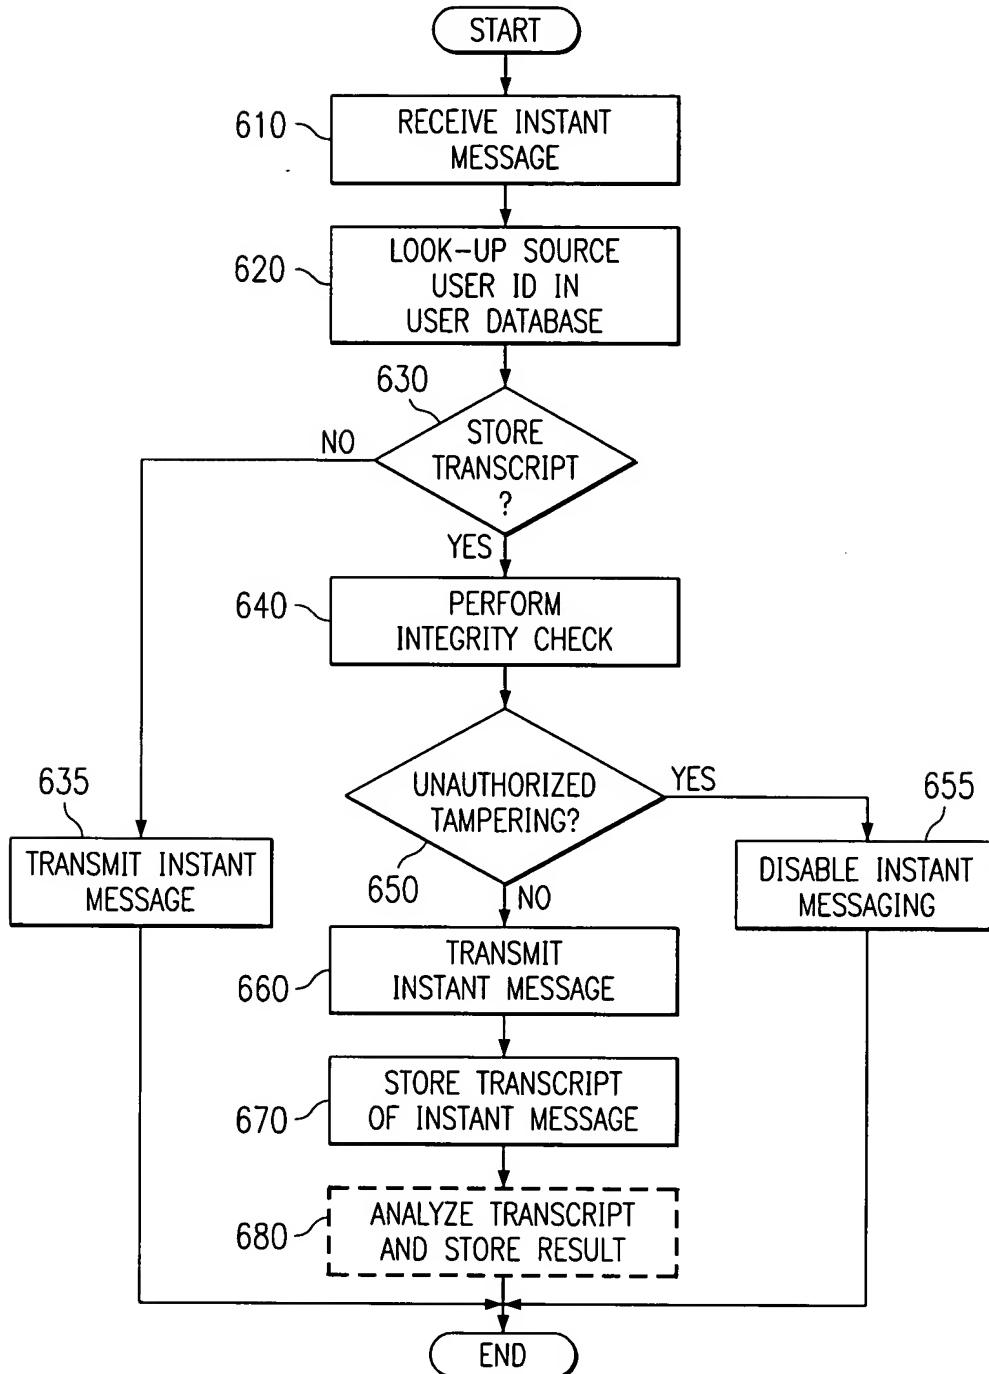 START
610
RECEIVE INSTANT
MESSAGE
620
LOOK-UP SOURCE
USER ID IN
USER DATABASE
630
STORE
TRANSCRIPT
?
NO
YES
640
PERFORM
INTEGRITY CHECK
UNAUTHORIZED
TAMPERING?
650
YES
NO
635
TRANSMIT INSTANT
MESSAGE
655
DISABLE INSTANT
MESSAGING
660
TRANSMIT
INSTANT MESSAGE
670
STORE TRANSCRIPT
OF INSTANT MESSAGE
680
ANALYZE TRANSCRIPT
AND STORE RESULT
END